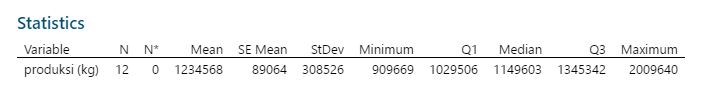 Statistics
Variable N N* Mean SE Mean StDev Minimum Q1 Median Q3 Maximum
produksi (kg) 12 0 1234568 89064 308526 909669 1029506 1149603 1345342 2009640